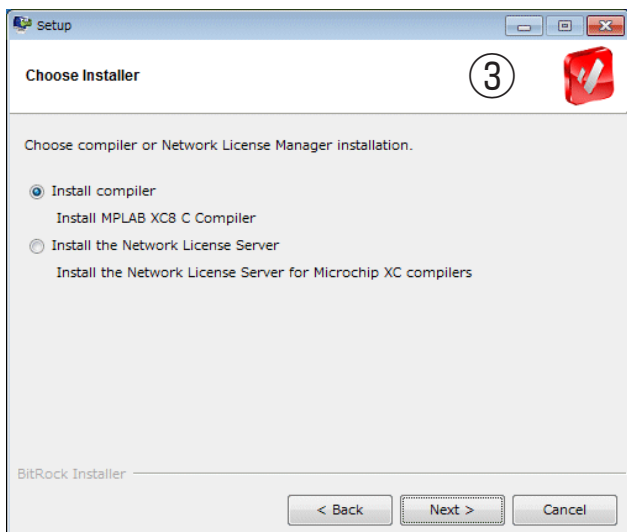 Setup
Choose Installer
③
Choose compiler or Network License Manager installation.
Install compiler
Install MPLAB XC8 C Compiler
Install the Network License Server
Install the Network License Server for Microchip XC compilers
BitRock Installer
< Back Next > Cancel